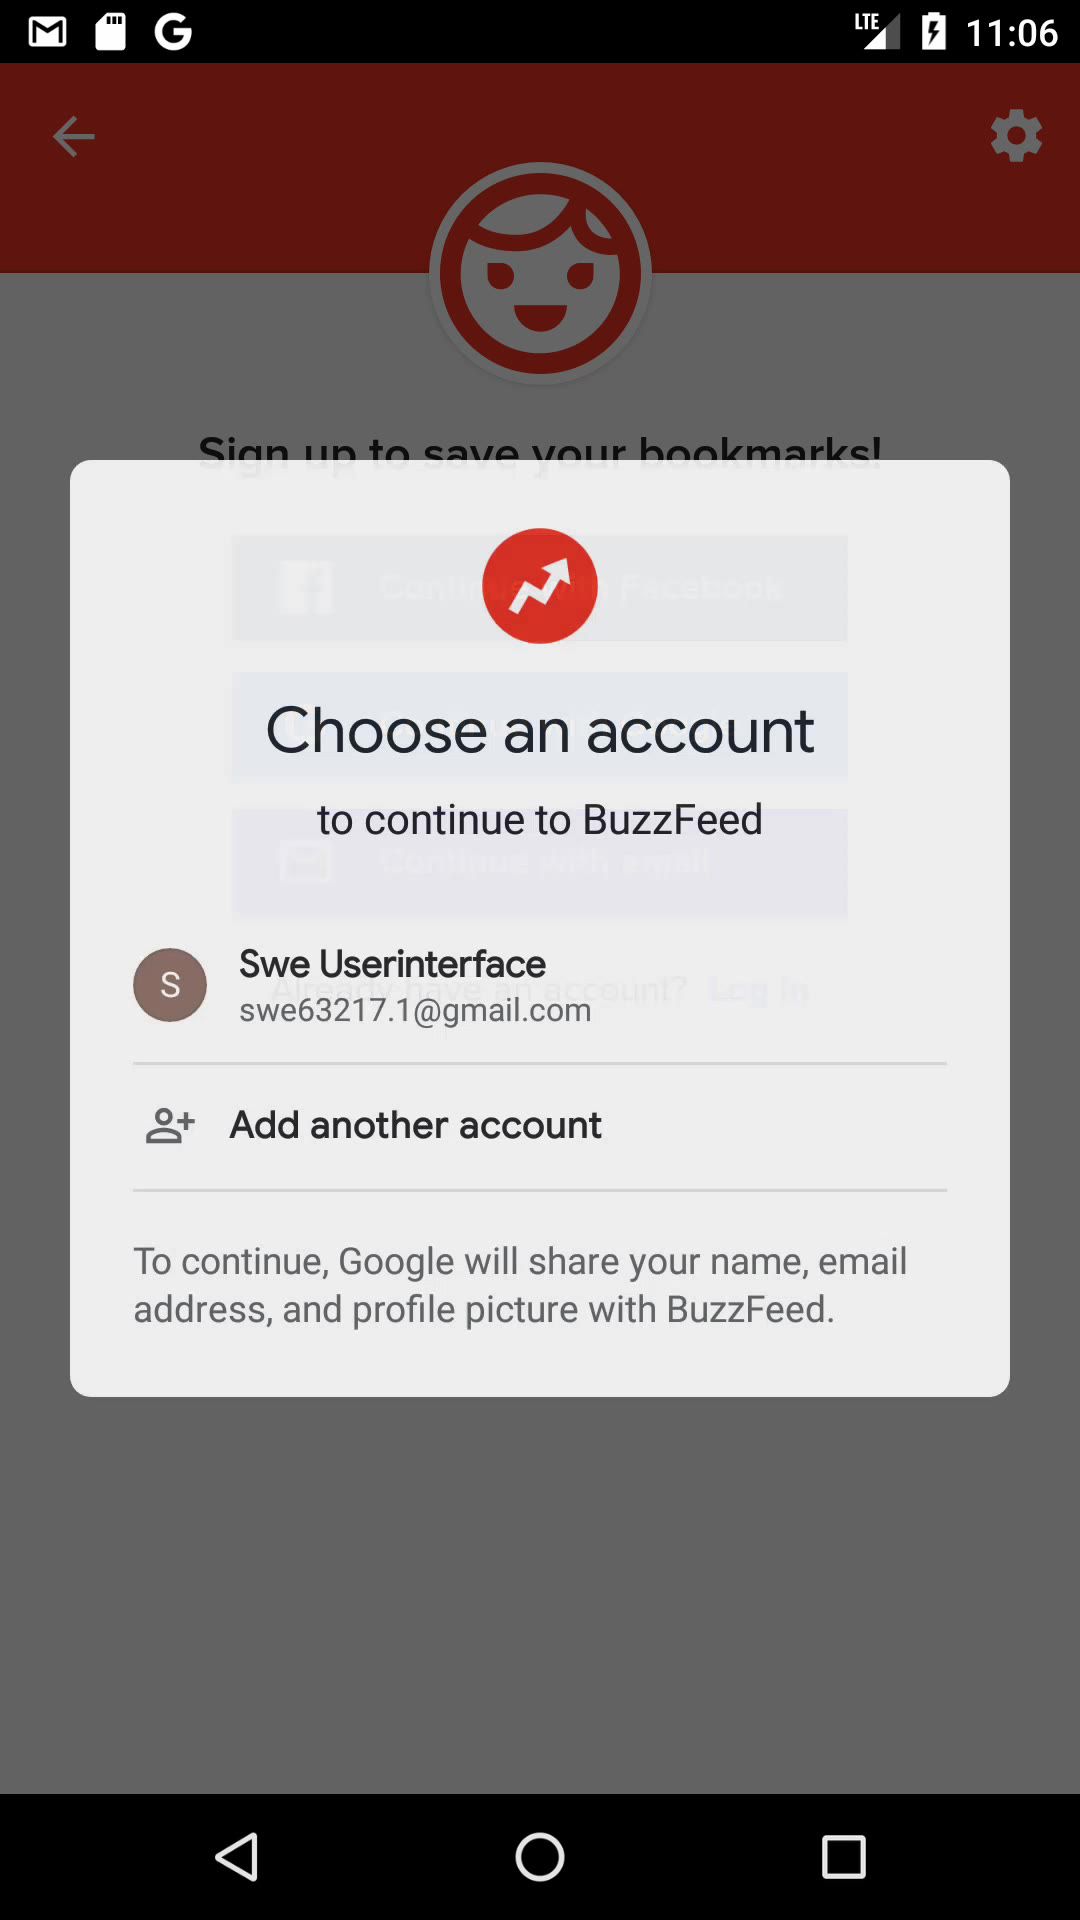 LTE 11:06
Sign up to save your bookmarks!
Continue with Facebook
Choose an account
to continue to BuzzFeed
Continue with email
Swe Userinterface
Already have an account? Log in
S
swe63217.1@gmail.com
Add another account
To continue, Google will share your name, email
address, and profile picture with BuzzFeed.